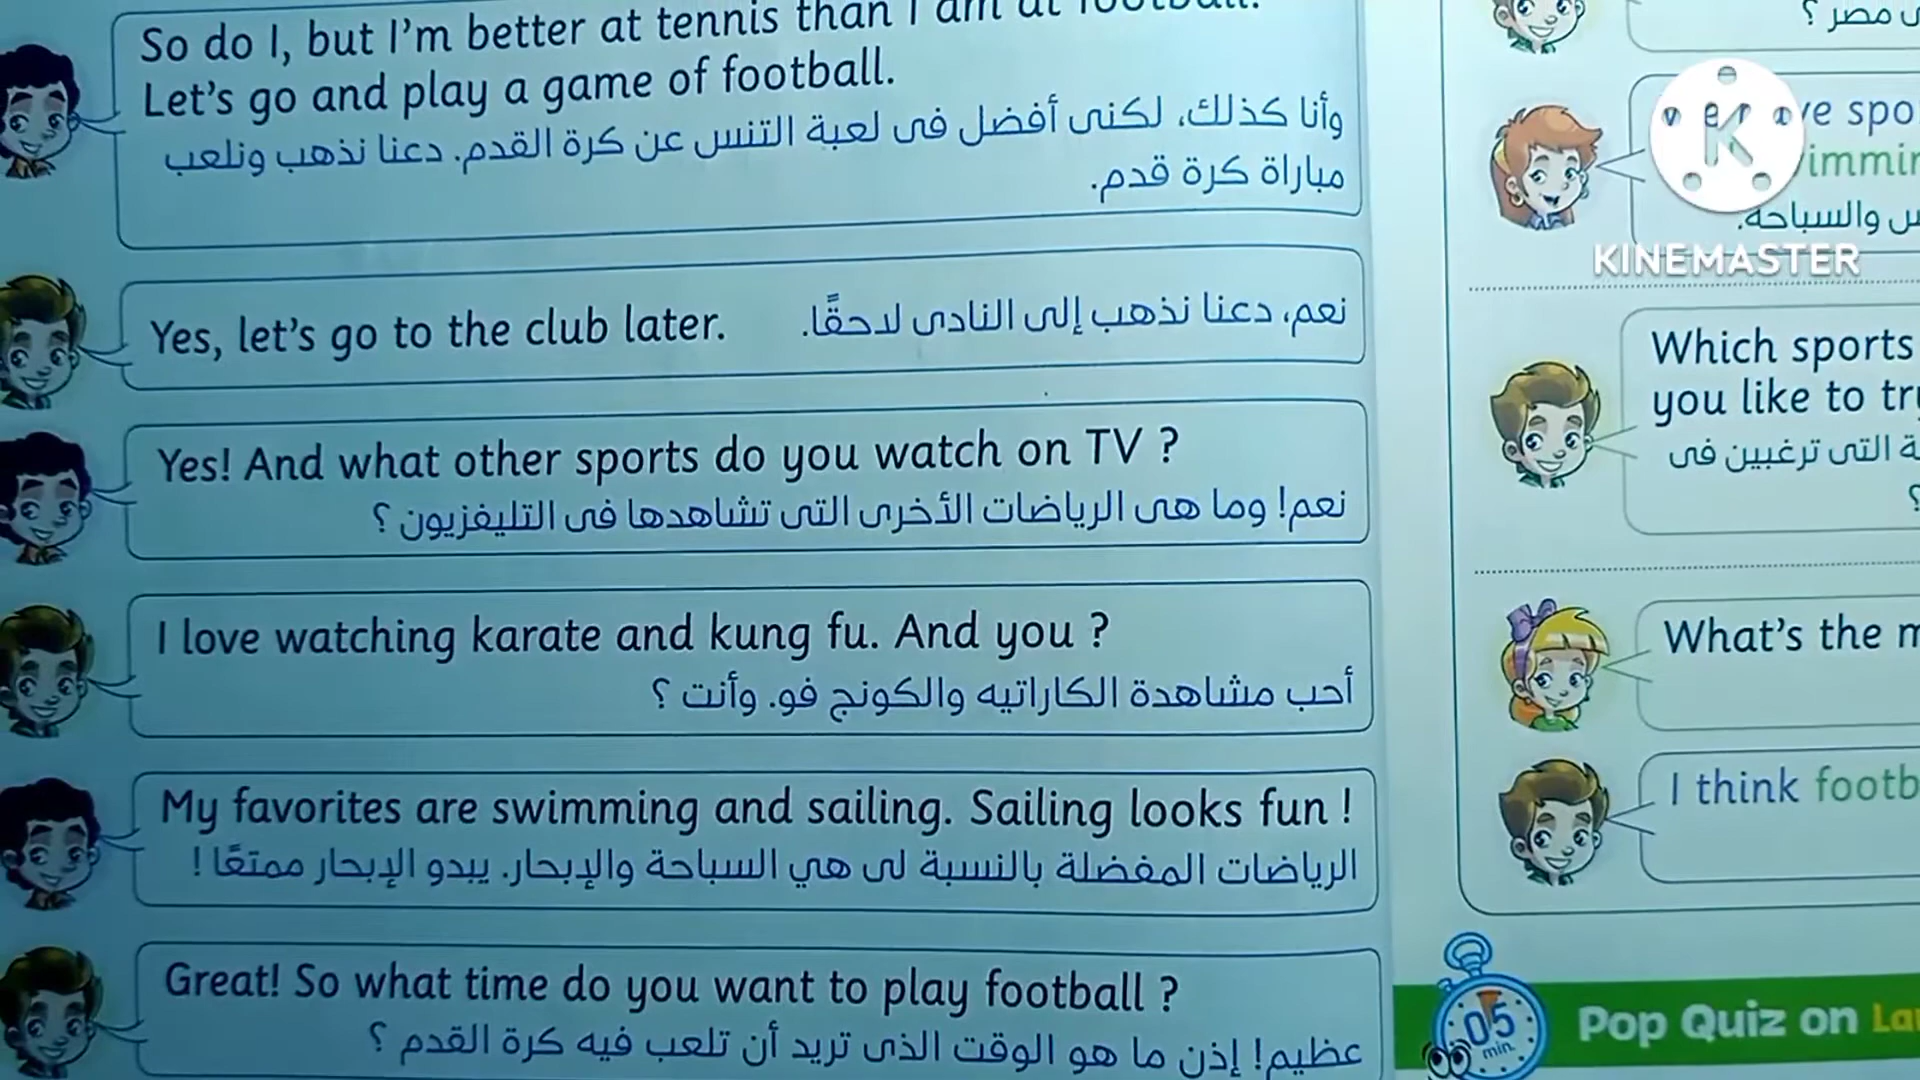 So do I, but I'm better at tennis than I am at football.
Let's go and play a game of football.
وأنا كذلك، لكنى أفضل فى لعبة التنس عن كرة القدم. دعنا نذهب ونلعب
مباراة كرة قدم.
Yes, let's go to the club later.
نعم، دعنا نذهب إلى النادى لاحقًا.
Yes! And what other sports do you watch on TV ?
نعم! وما هى الرياضات الأخرى التى تشاهدها فى التليفزيون ؟
I love watching karate and kung fu. And you ?
أحب مشاهدة الكاراتيه والكونج فو. وأنت ؟
My favorites are swimming and sailing. Sailing looks fun !
الرياضات المفضلة بالنسبة لى هي السباحة والإبحار. يبدو الإبحار ممتعًا !
Great! So what time do you want to play football ?
عظيم! إذن ما هو الوقت الذى تريد أن تلعب فيه كرة القدم ؟
مصر ؟
والسباحة.
KINEMASTER
Which sports
you like to
التى ترغبين فى
؟
What's the
I think
05
min.
Pop Quiz on